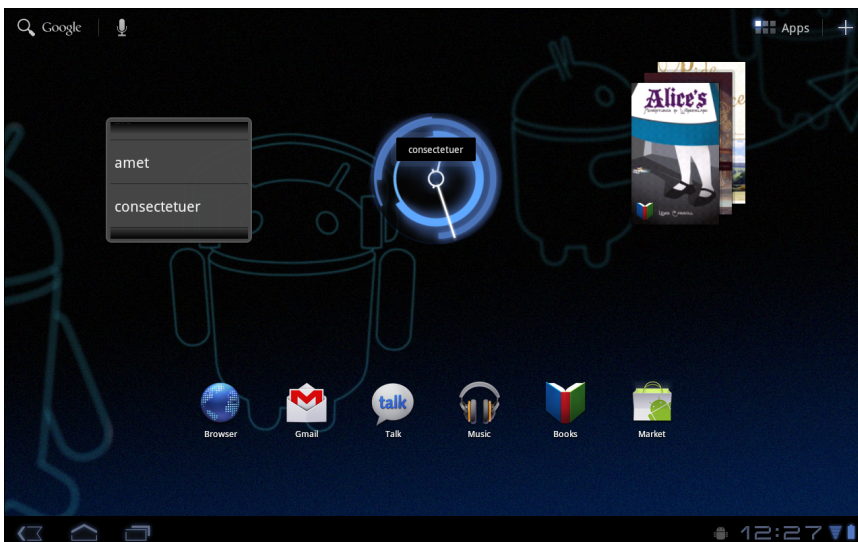 Google
Apps
amet
consectetuer
consectetuer
Alice's
talk
Browser
Gmail
Talk
Music
Books
Market
12:27